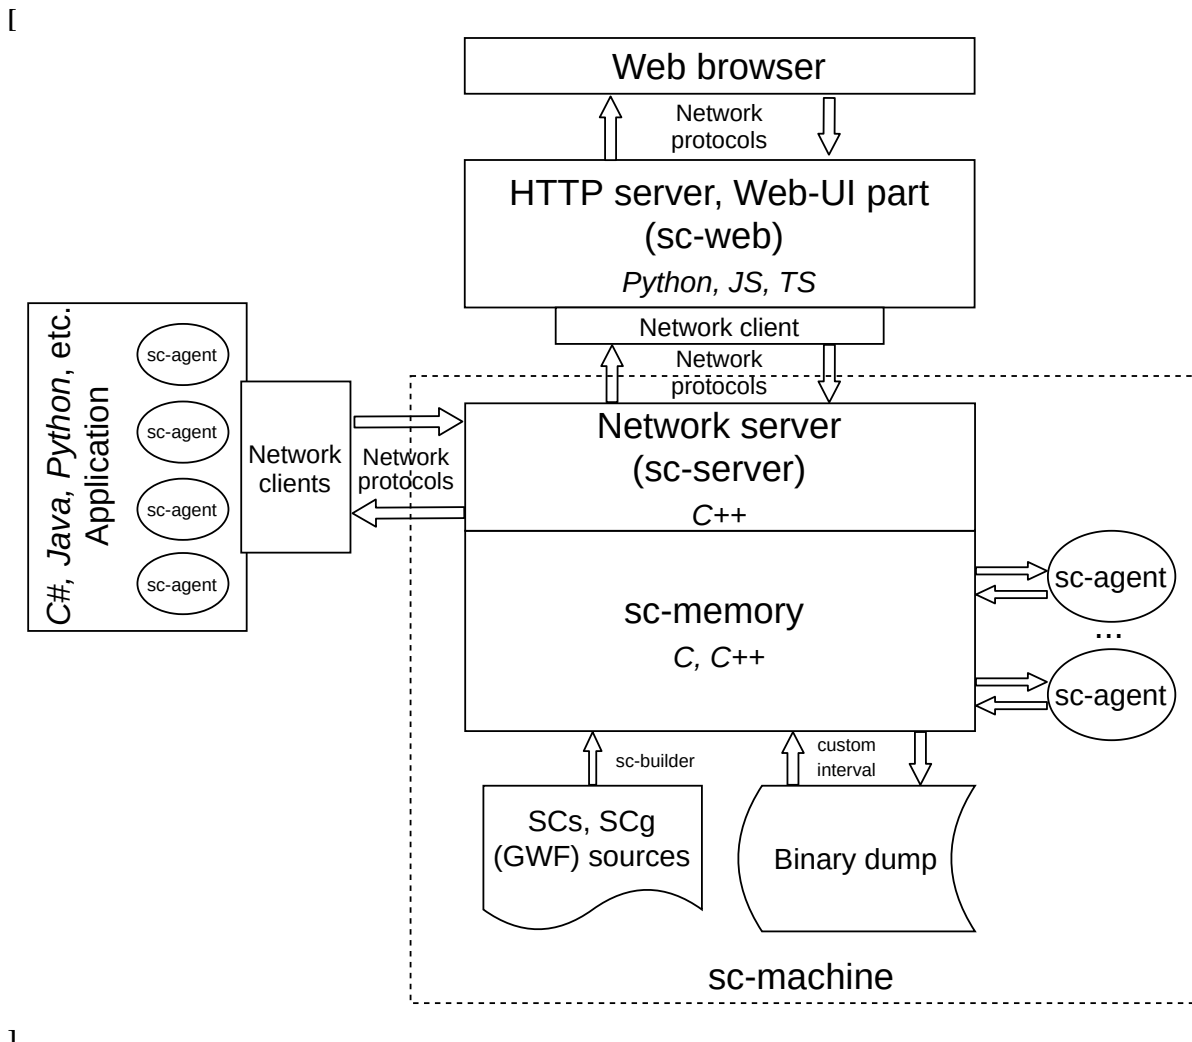 [
Web browser
Network
protocols
HTTP server, Web-UI part
(sc-web)
Python, JS, TS
Network client
Network
protocols
C#, Java, Python, etc.
Application
sc-agent
sc-agent
sc-agent
sc-agent
Network
clients
Network
protocols
Network server
(sc-server)
C++
sc-memory
C, C++
sc-agent
...
sc-agent
sc-builder
custom
interval
SCs, SCg
(GWF) sources
Binary dump
sc-machine
]